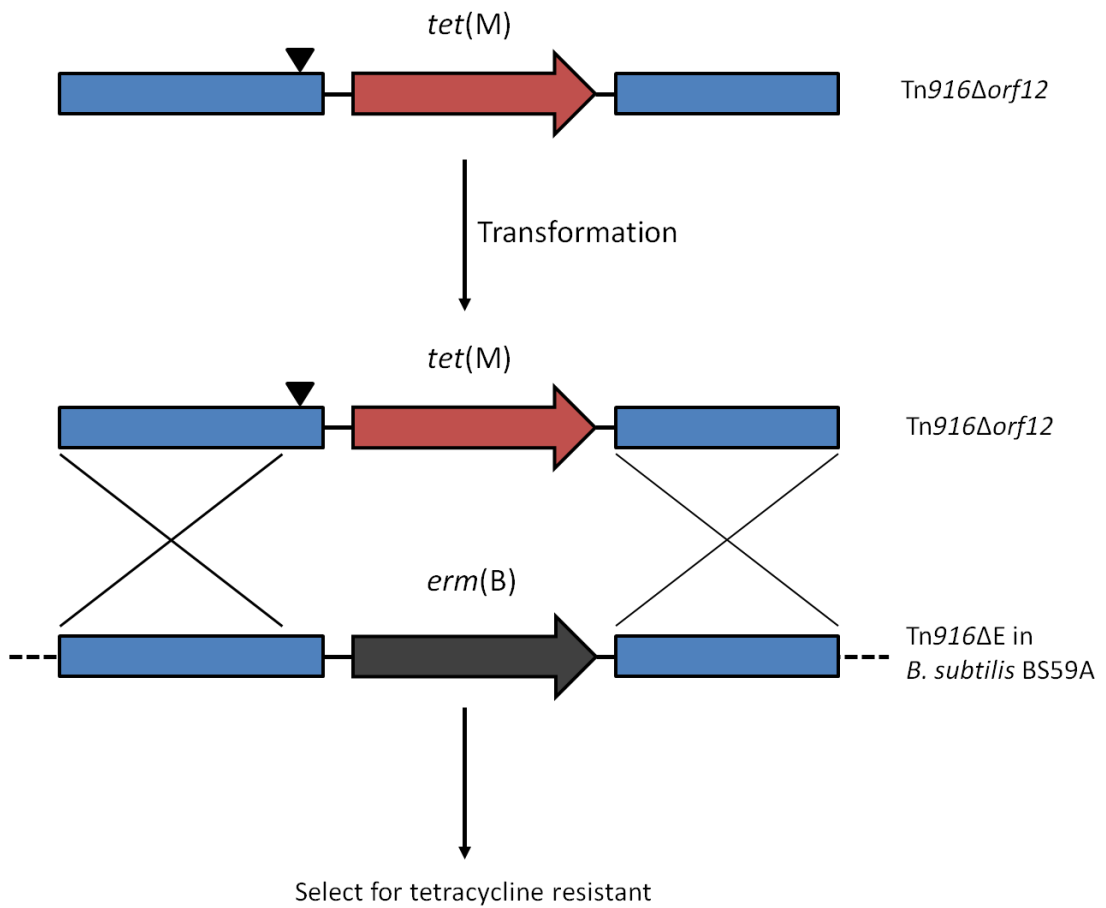 tet(M)
Tn916Δorf12
Transformation
tet(M)
Tn916Δorf12
erm(B)
Tn916ΔE in
B. subtilis BS59A
Select for tetracycline resistant